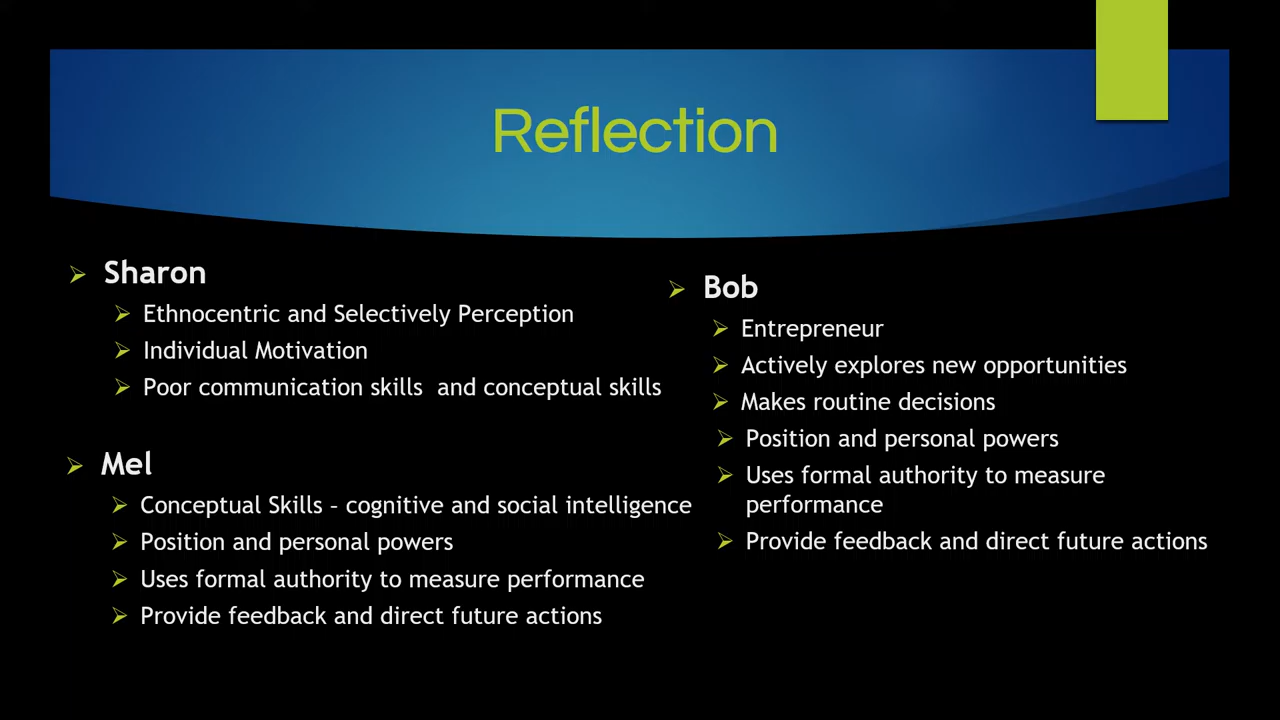 Reflection
Sharon
Ethnocentric and Selectively Perception
Individual Motivation
Poor communication skills  and conceptual skills
Mel
Conceptual Skills – cognitive and social intelligence
Position and personal powers
Uses formal authority to measure performance
Provide feedback and direct future actions
Bob
Entrepreneur
Actively explores new opportunities
Makes routine decisions
Position and personal powers
Uses formal authority to measure
performance
Provide feedback and direct future actions